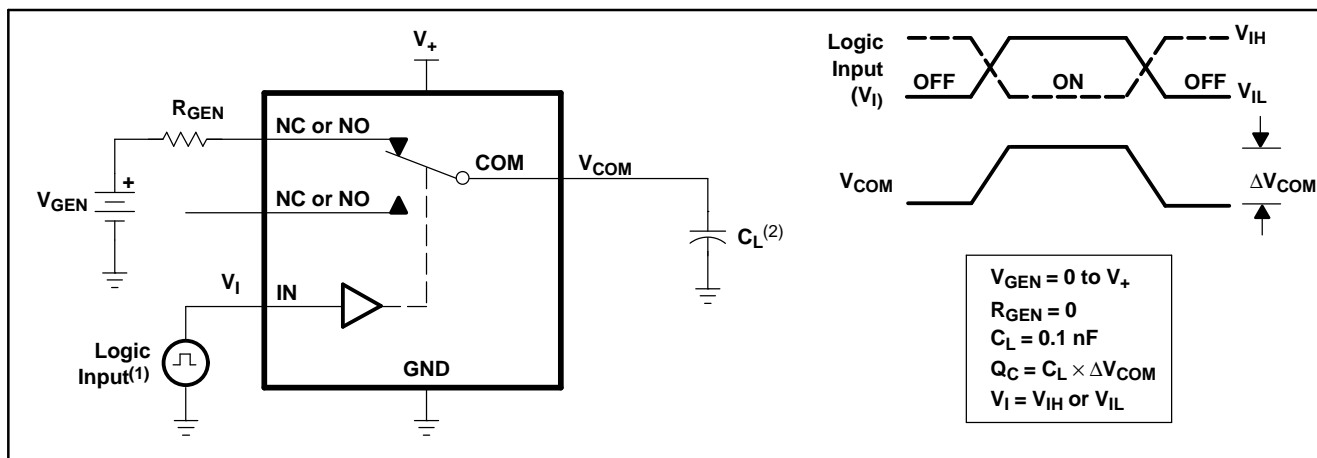 V+
RGEN
NC or NO
COM
VCOM
VGEN
+
NC or NO
CL(2)
VI
IN
Logic
Input(1)
GND
Logic
Input
(VI)
VIH
OFF
ON
OFF
VIL
VCOM
ΔVCOM
VGEN = 0 to V+
RGEN = 0
CL = 0.1 nF
QC = CL × ΔVCOM
VI = VIH or VIL